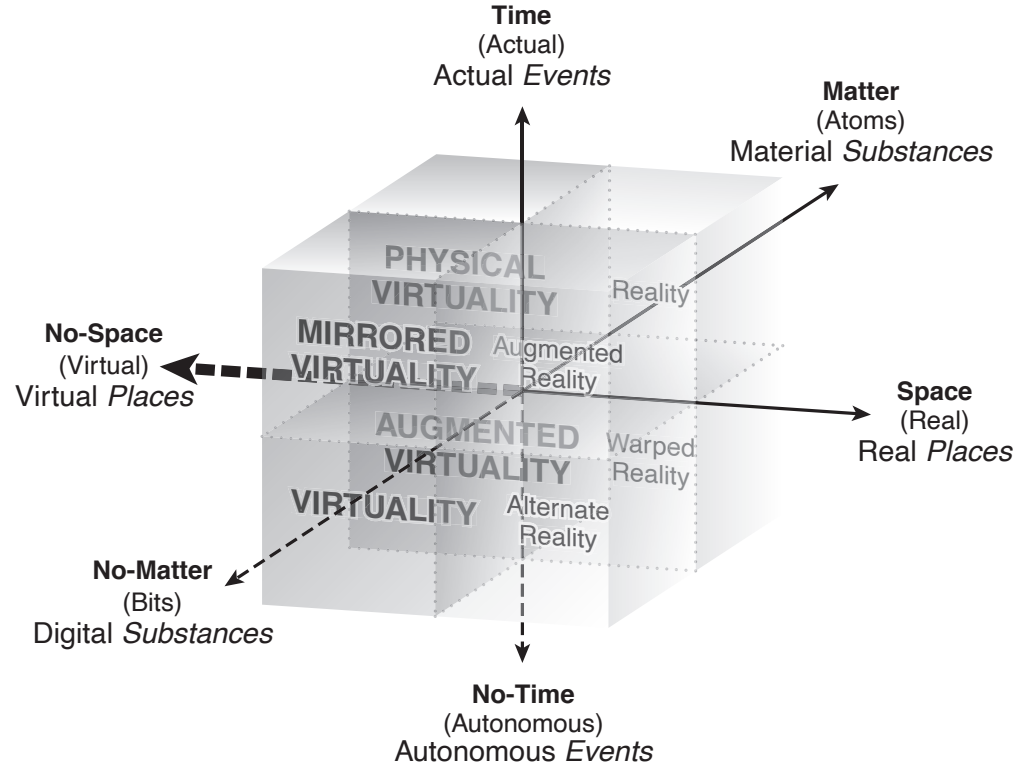 Time
(Actual)
Actual Events
Matter
(Atoms)
Material Substances
PHYSICAL
VIRTUALITY
Reality
MIRRORED
VIRTUALITY
Augmented
Reality
No-Space
(Virtual)
Virtual Places
Space
(Real)
Real Places
AUGMENTED
VIRTUALITY
Warped
Reality
VIRTUALITY
Alternate
Reality
No-Matter
(Bits)
Digital Substances
No-Time
(Autonomous)
Autonomous Events